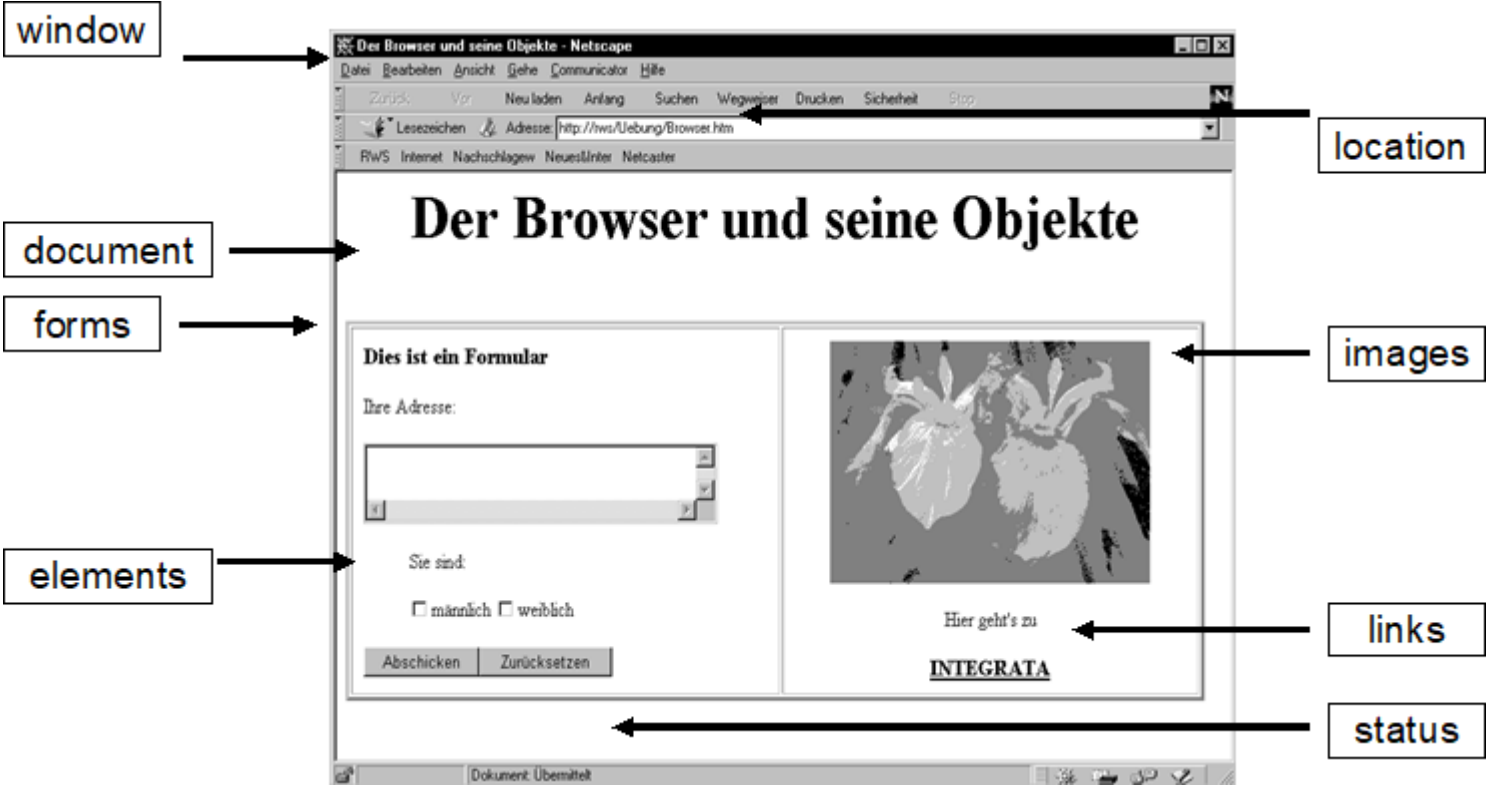 window
Der Browser und seine Objekte - Netscape
Datei Bearbeiten Ansicht Gehe Communicator Hilfe
Zurück Vor Neu laden Anfang Suchen Wegweiser Drucken Sicherheit Stop
N
Lesezeichen Adresse: http://rws/Uebung/Browser.htm
location
RWS Internet Nachschlagew Neues&Inter Netcaster
Der Browser und seine Objekte
document
forms
Dies ist ein Formular
images
Ihre Adresse:
elements
Sie sind:
männlich weiblich
Abschicken Zurücksetzen
Hier geht's zu
links
INTEGRATA
status
Dokument: Übermittelt